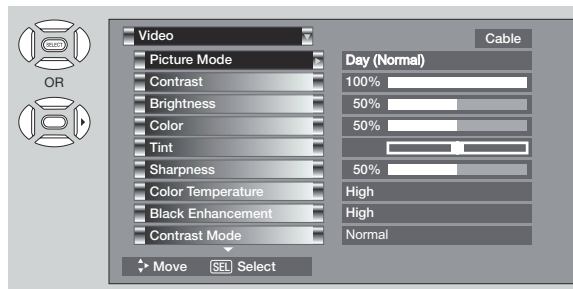 SELECT
OR
Video
Cable
Picture Mode Day (Normal)
Contrast 100%
Brightness 50%
Color 50%
Tint
Sharpness 50%
Color Temperature High
Black Enhancement High
Contrast Mode Normal
Move SEL Select